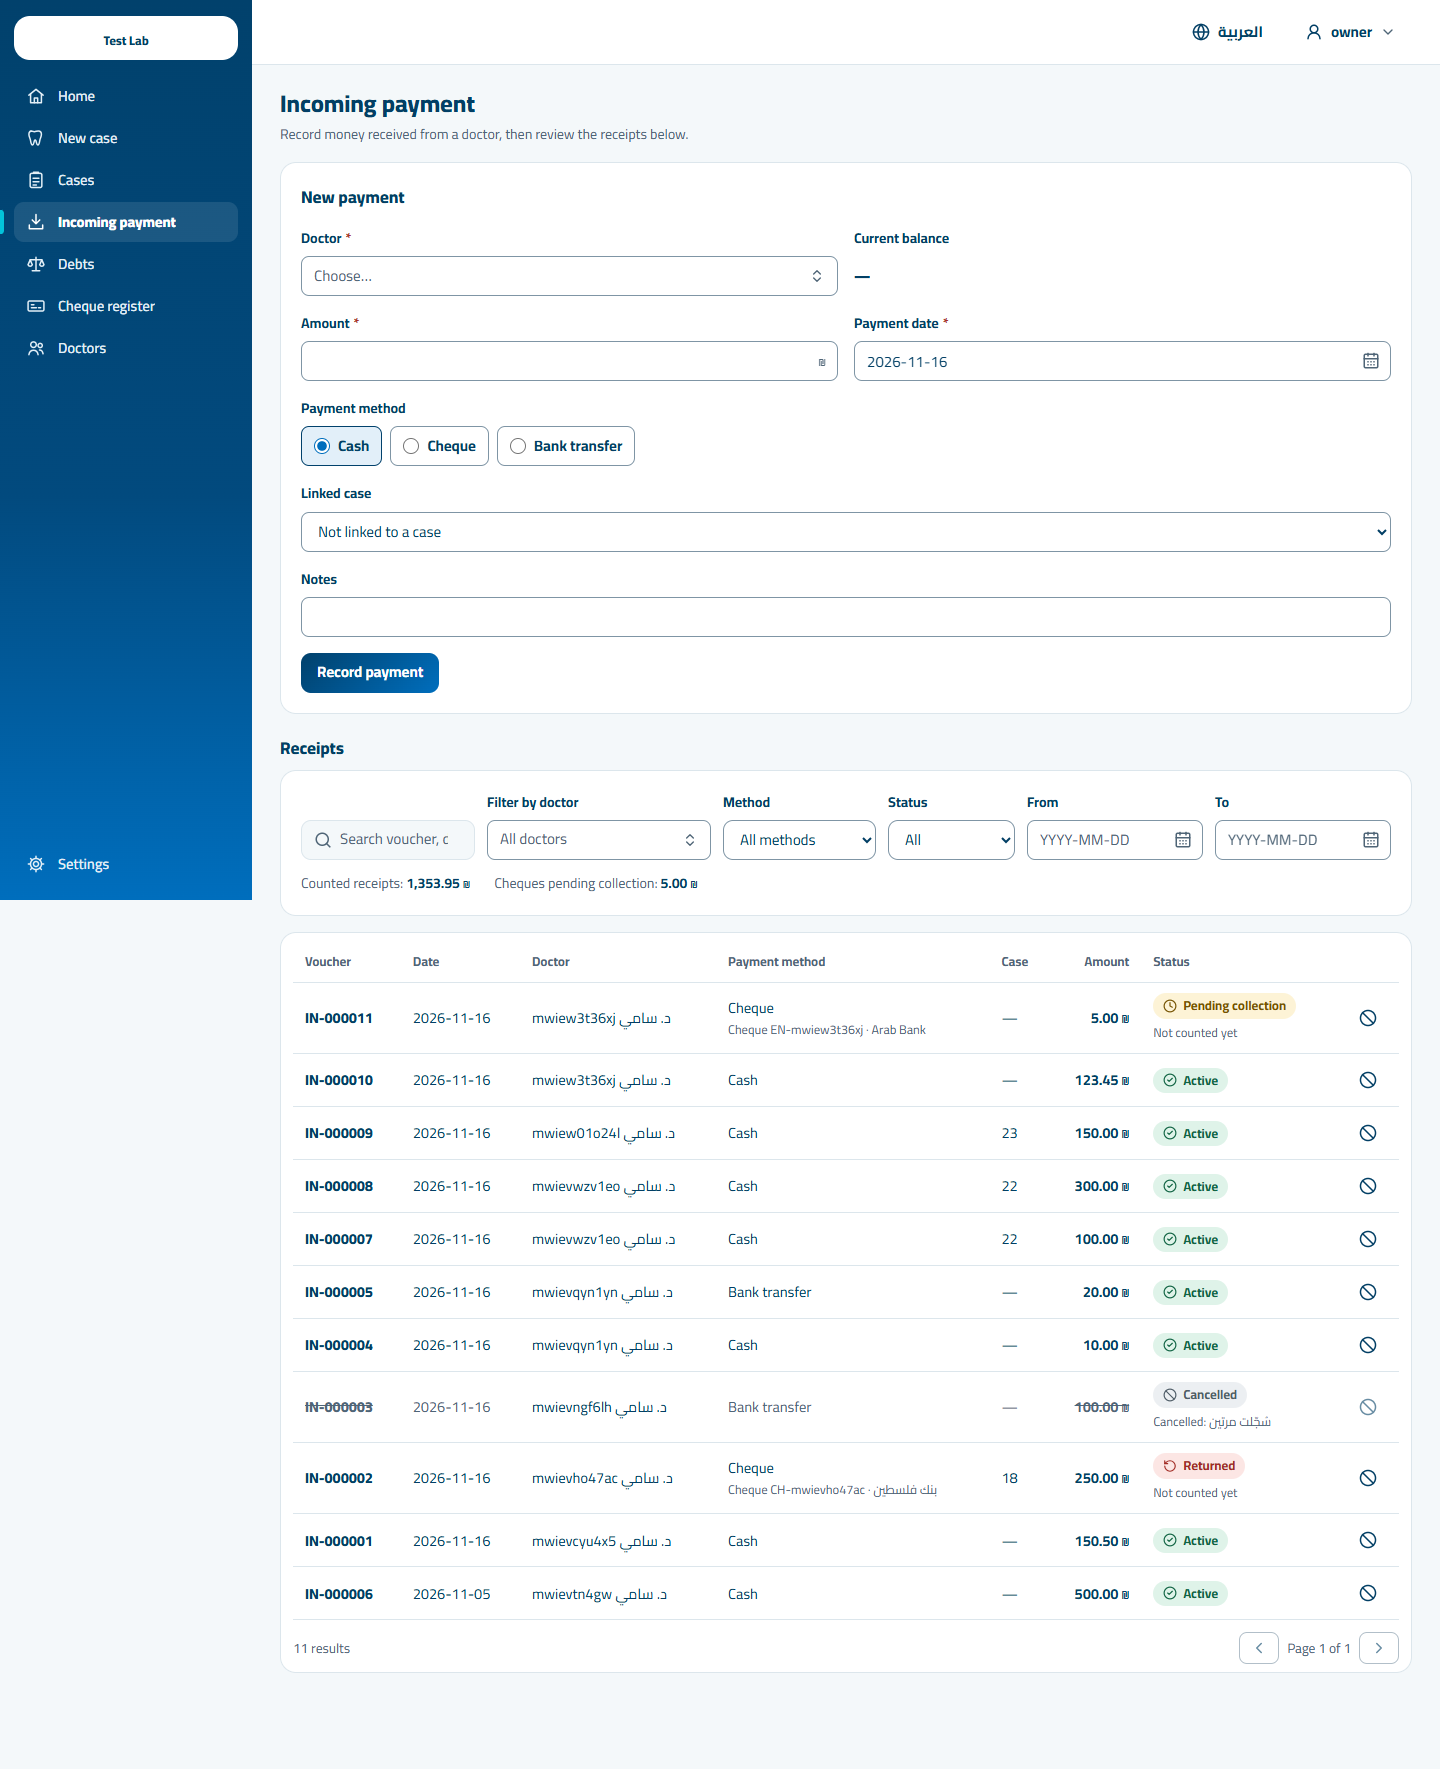 Test Lab
Home
New case
Cases
Incoming payment
Debts
Cheque register
Doctors
Settings
العربية
owner
Incoming payment
Record money received from a doctor, then review the receipts below.
New payment
Doctor *
Choose...
Current balance
—
Amount *
₪
Payment date *
2026-11-16
Payment method
Cash
Cheque
Bank transfer
Linked case
Not linked to a case
Notes
Record payment
Receipts
Search voucher, c
Filter by doctor
All doctors
Method
All methods
Status
All
From
YYYY-MM-DD
To
YYYY-MM-DD
Counted receipts: 1,353.95 ₪ Cheques pending collection: 5.00 ₪
Voucher Date Doctor Payment method Case Amount Status
IN-000011 2026-11-16 د. سامي mwiew3t36xj Cheque — 5.00 ₪ Pending collection
Cheque EN-mwiew3t36xj · Arab Bank Not counted yet
IN-000010 2026-11-16 د. سامي mwiew3t36xj Cash — 123.45 ₪ Active
IN-000009 2026-11-16 د. سامي mwiew01o24l Cash 23 150.00 ₪ Active
IN-000008 2026-11-16 د. سامي mwievwzv1eo Cash 22 300.00 ₪ Active
IN-000007 2026-11-16 د. سامي mwievwzv1eo Cash 22 100.00 ₪ Active
IN-000005 2026-11-16 د. سامي mwievqyn1yn Bank transfer — 20.00 ₪ Active
IN-000004 2026-11-16 د. سامي mwievqyn1yn Cash — 10.00 ₪ Active
IN-000003 2026-11-16 د. سامي mwievngf6lh Bank transfer — 100.00 ₪ Cancelled
Cancelled: سُجّلت مرتين
IN-000002 2026-11-16 د. سامي mwievho47ac Cheque 18 250.00 ₪ Returned
Cheque CH-mwievho47ac · بنك فلسطين Not counted yet
IN-000001 2026-11-16 د. سامي mwievcyu4x5 Cash — 150.50 ₪ Active
IN-000006 2026-11-05 د. سامي mwievtn4gw Cash — 500.00 ₪ Active
11 results Page 1 of 1